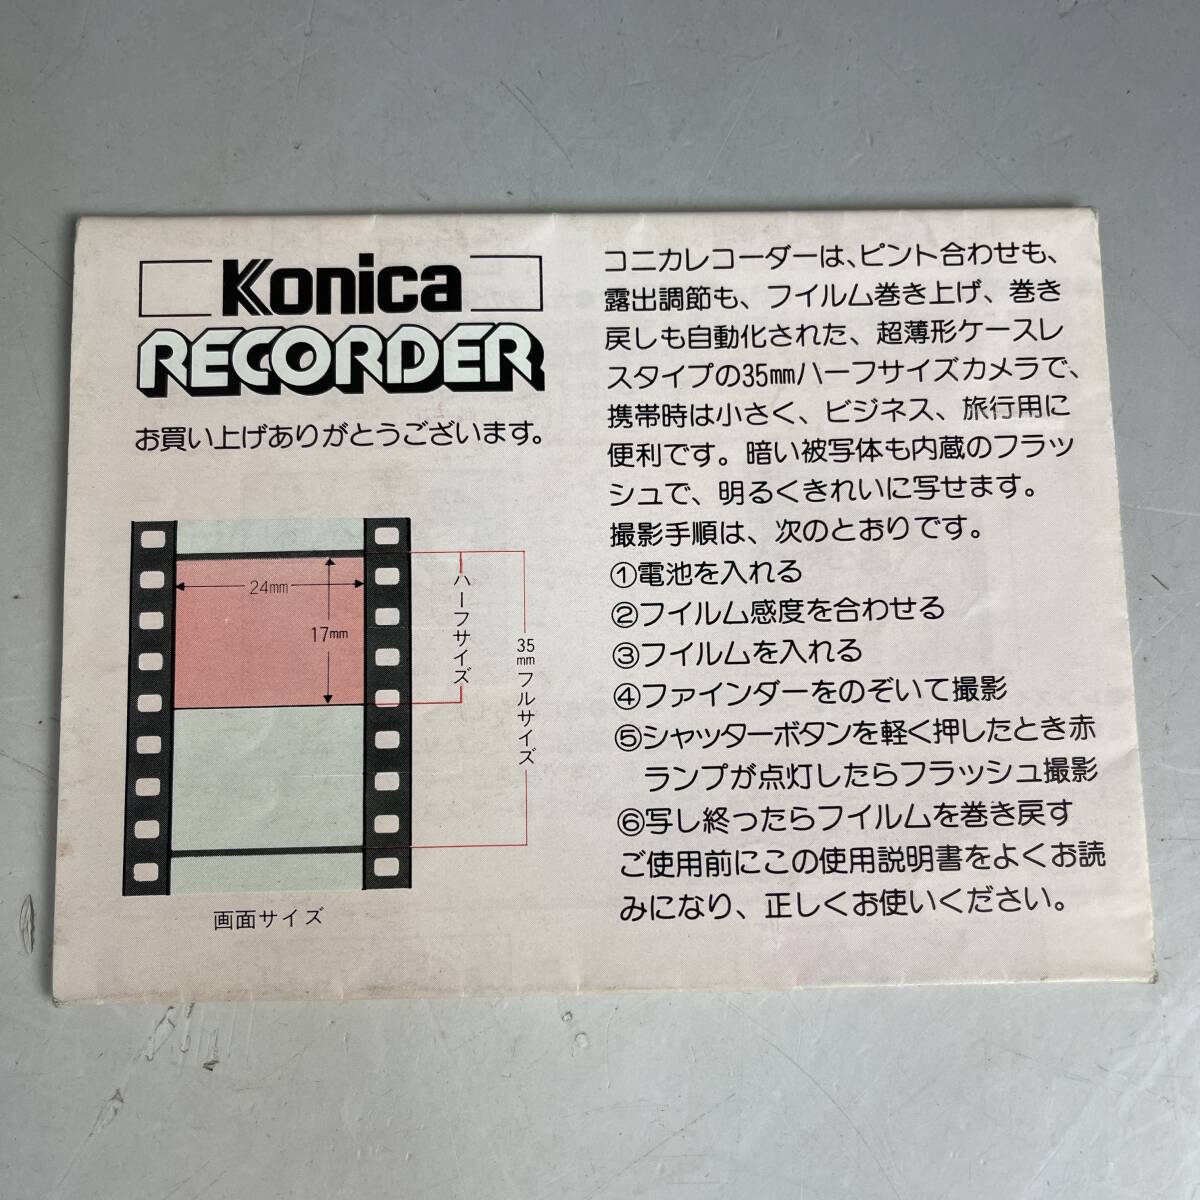 Konica
RECORDER
お買い上げありがとうございます。
24mm
17mm
ハーフサイズ
35mmフルサイズ
画面サイズ
コニカレコーダーは、ピント合わせも、
露出調節も、フイルム巻き上げ、巻き
戻しも自動化された、超薄形ケースレ
スタイプの35mmハーフサイズカメラで、
携帯時は小さく、ビジネス、旅行用に
便利です。暗い被写体も内蔵のフラッ
シュで、明るくきれいに写せます。
撮影手順は、次のとおりです。
①電池を入れる
②フイルム感度を合わせる
③フイルムを入れる
④ファインダーをのぞいて撮影
⑤シャッターボタンを軽く押したとき赤
ランプが点灯したらフラッシュ撮影
⑥写し終ったらフイルムを巻き戻す
ご使用前にこの使用説明書をよくお読
みになり、正しくお使いください。